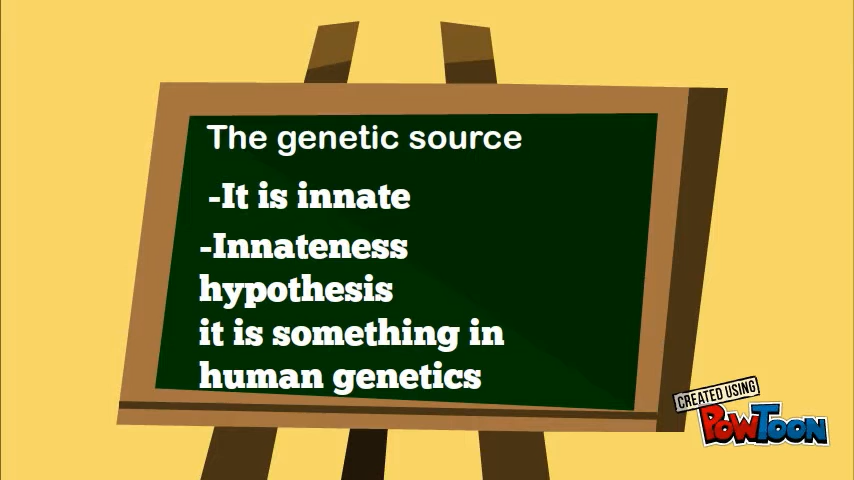 The genetic source
-It is innate
-Innateness
hypothesis
it is something in
human genetics
CREATED USING
POWTOON